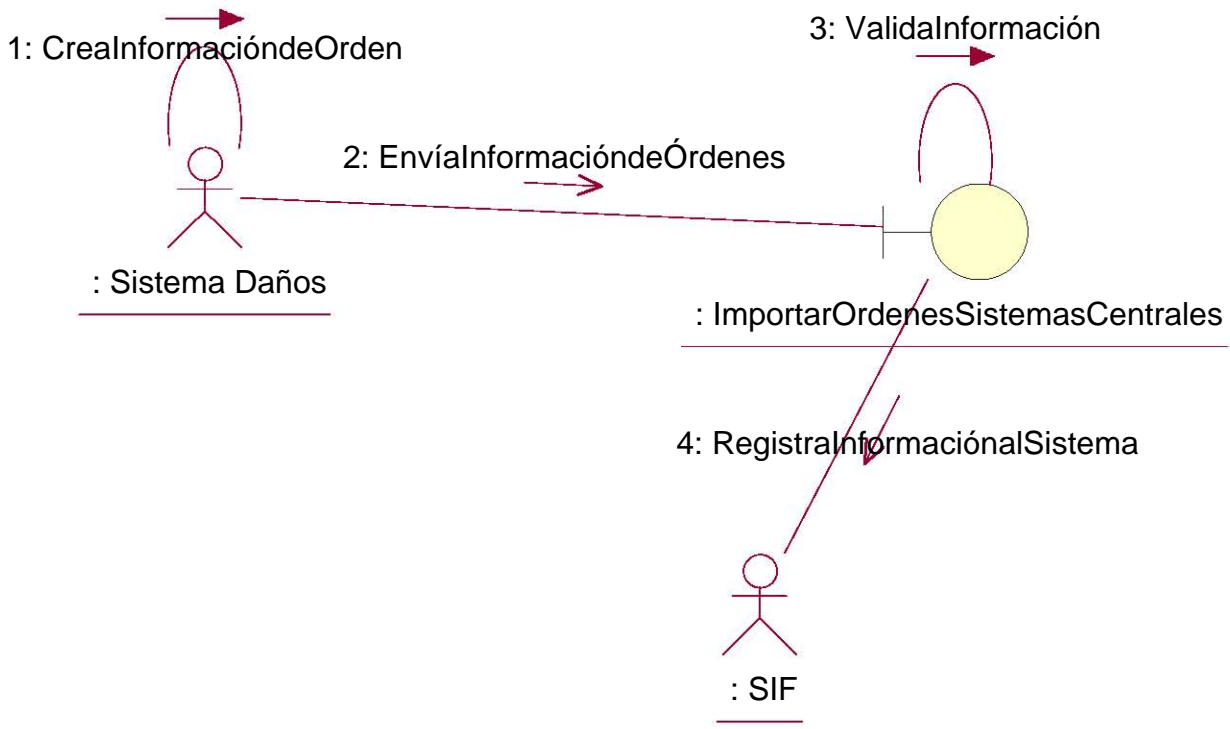 1: CreaInformacióndeOrden
3: ValidaInformación
2: EnvíaInformacióndeÓrdenes
: Sistema Daños
: ImportarOrdenesSistemasCentrales
4: RegistraInformaciónalSistema
: SIF